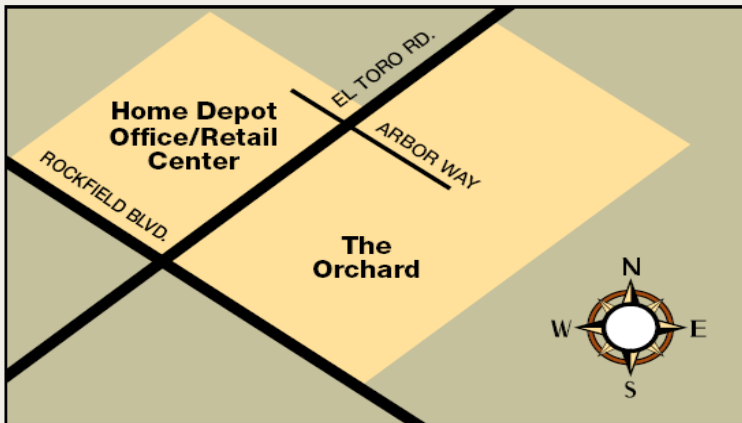 EL TORO RD.
Home Depot
Office/Retail
Center
ARBOR WAY
ROCKFIELD BLVD.
The
Orchard
N
W
E
S